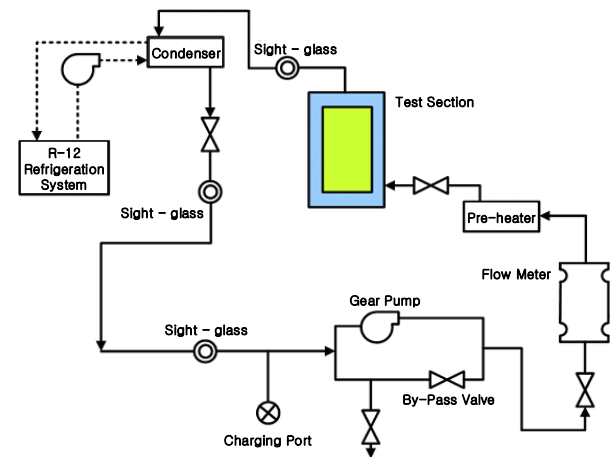 Condenser
Sight - glass
Test Section
R-12
Refrigeration
System
Sight - glass
Pre-heater
Flow Meter
Gear Pump
Sight - glass
By-Pass Valve
Charging Port